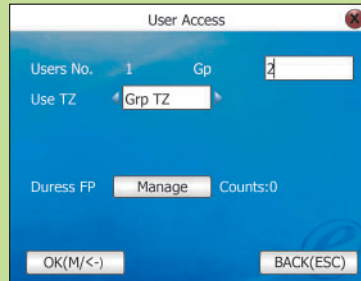 User Access
Users No. 1 Gp 2
Use TZ Grp TZ
Duress FP Manage Counts:0
OK(M/<-) BACK(ESC)